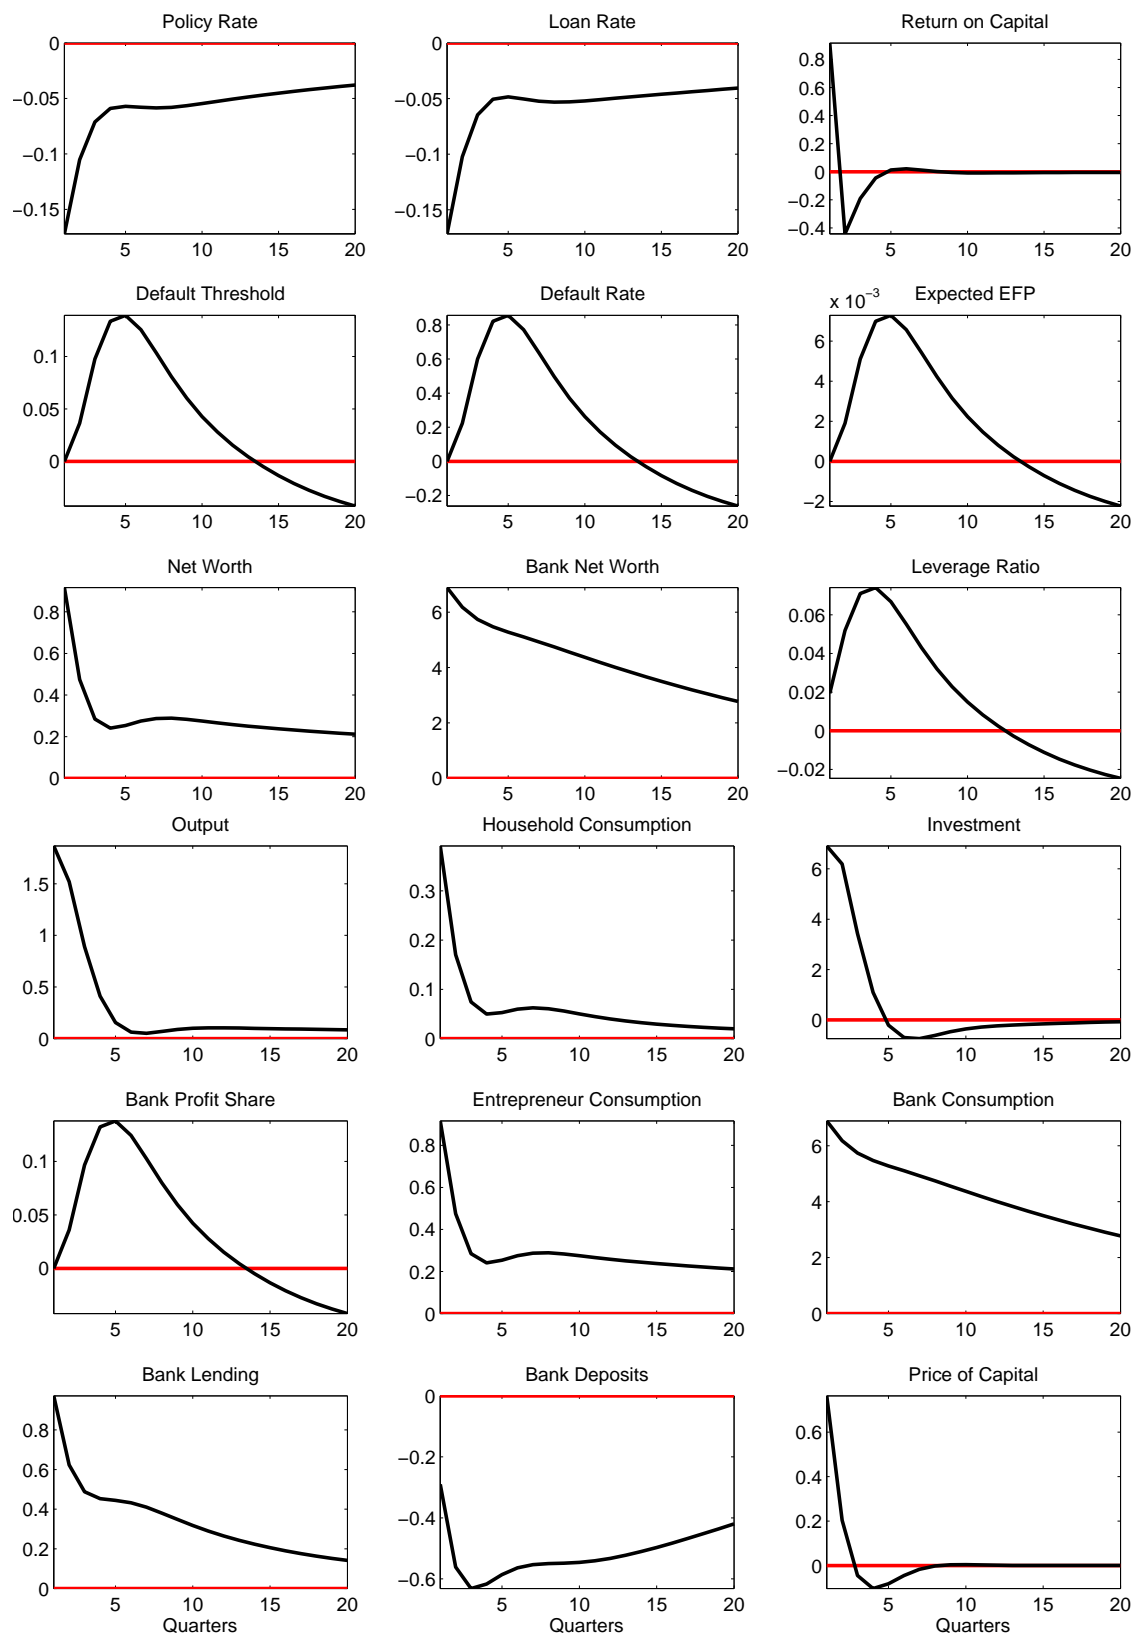 Policy Rate
0
−0.05
−0.1
−0.15
5 10 15 20
Loan Rate
0
−0.05
−0.1
−0.15
5 10 15 20
Return on Capital
0.8
0.6
0.4
0.2
0
−0.2
−0.4
5 10 15 20
Default Threshold
0.1
0.05
0
5 10 15 20
Default Rate
0.8
0.6
0.4
0.2
0
−0.2
5 10 15 20
Expected EFP
x 10−3
6
4
2
0
−2
5 10 15 20
Net Worth
0.8
0.6
0.4
0.2
0
5 10 15 20
Bank Net Worth
6
4
2
0
5 10 15 20
Leverage Ratio
0.06
0.04
0.02
0
−0.02
5 10 15 20
Output
1.5
1
0.5
0
5 10 15 20
Household Consumption
0.3
0.2
0.1
0
5 10 15 20
Investment
6
4
2
0
5 10 15 20
Bank Profit Share
0.1
0.05
0
5 10 15 20
Entrepreneur Consumption
0.8
0.6
0.4
0.2
0
5 10 15 20
Bank Consumption
6
4
2
0
5 10 15 20
Bank Lending
0.8
0.6
0.4
0.2
0
5 10 15 20
Quarters
Bank Deposits
0
−0.2
−0.4
−0.6
5 10 15 20
Quarters
Price of Capital
0.6
0.4
0.2
0
5 10 15 20
Quarters